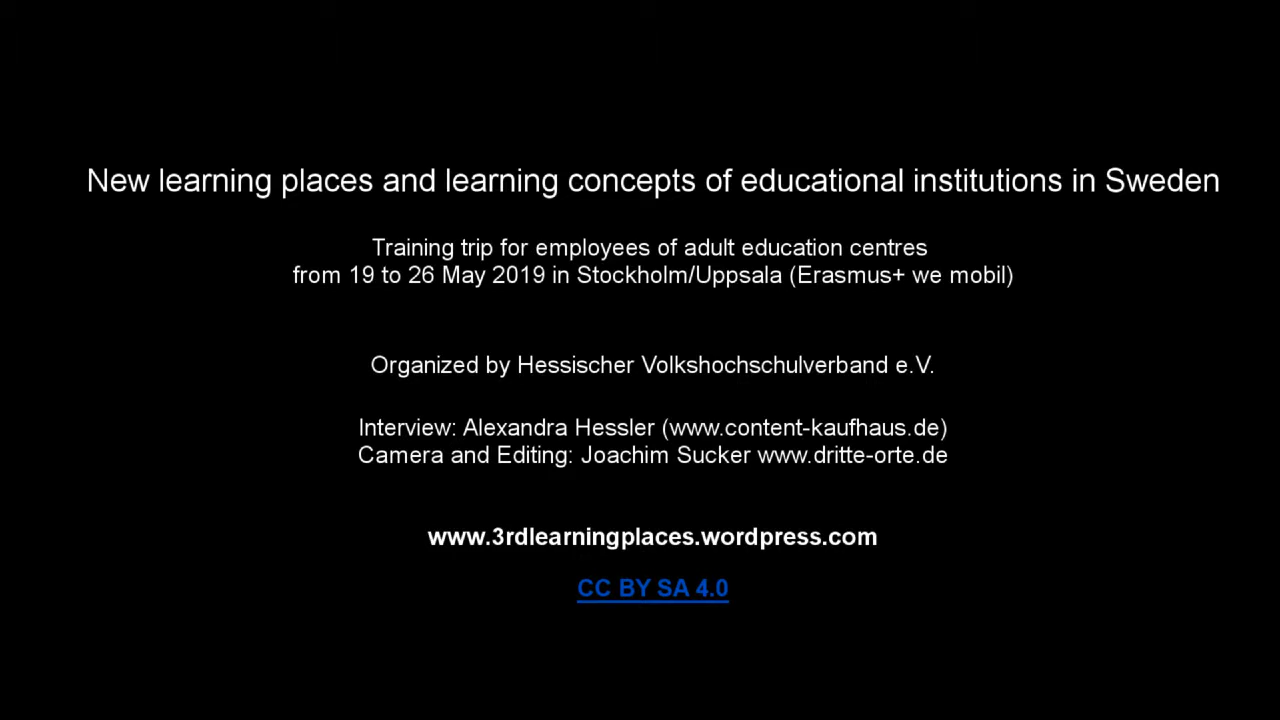 New learning places and learning concepts of educational institutions in Sweden
Training trip for employees of adult education centres
from 19 to 26 May 2019 in Stockholm/Uppsala (Erasmus+ we mobil)
Organized by Hessischer Volkshochschulverband e.V.
Interview: Alexandra Hessler (www.content-kaufhaus.de)
Camera and Editing: Joachim Sucker www.dritte-orte.de
www.3rdlearningplaces.wordpress.com
CC BY SA 4.0